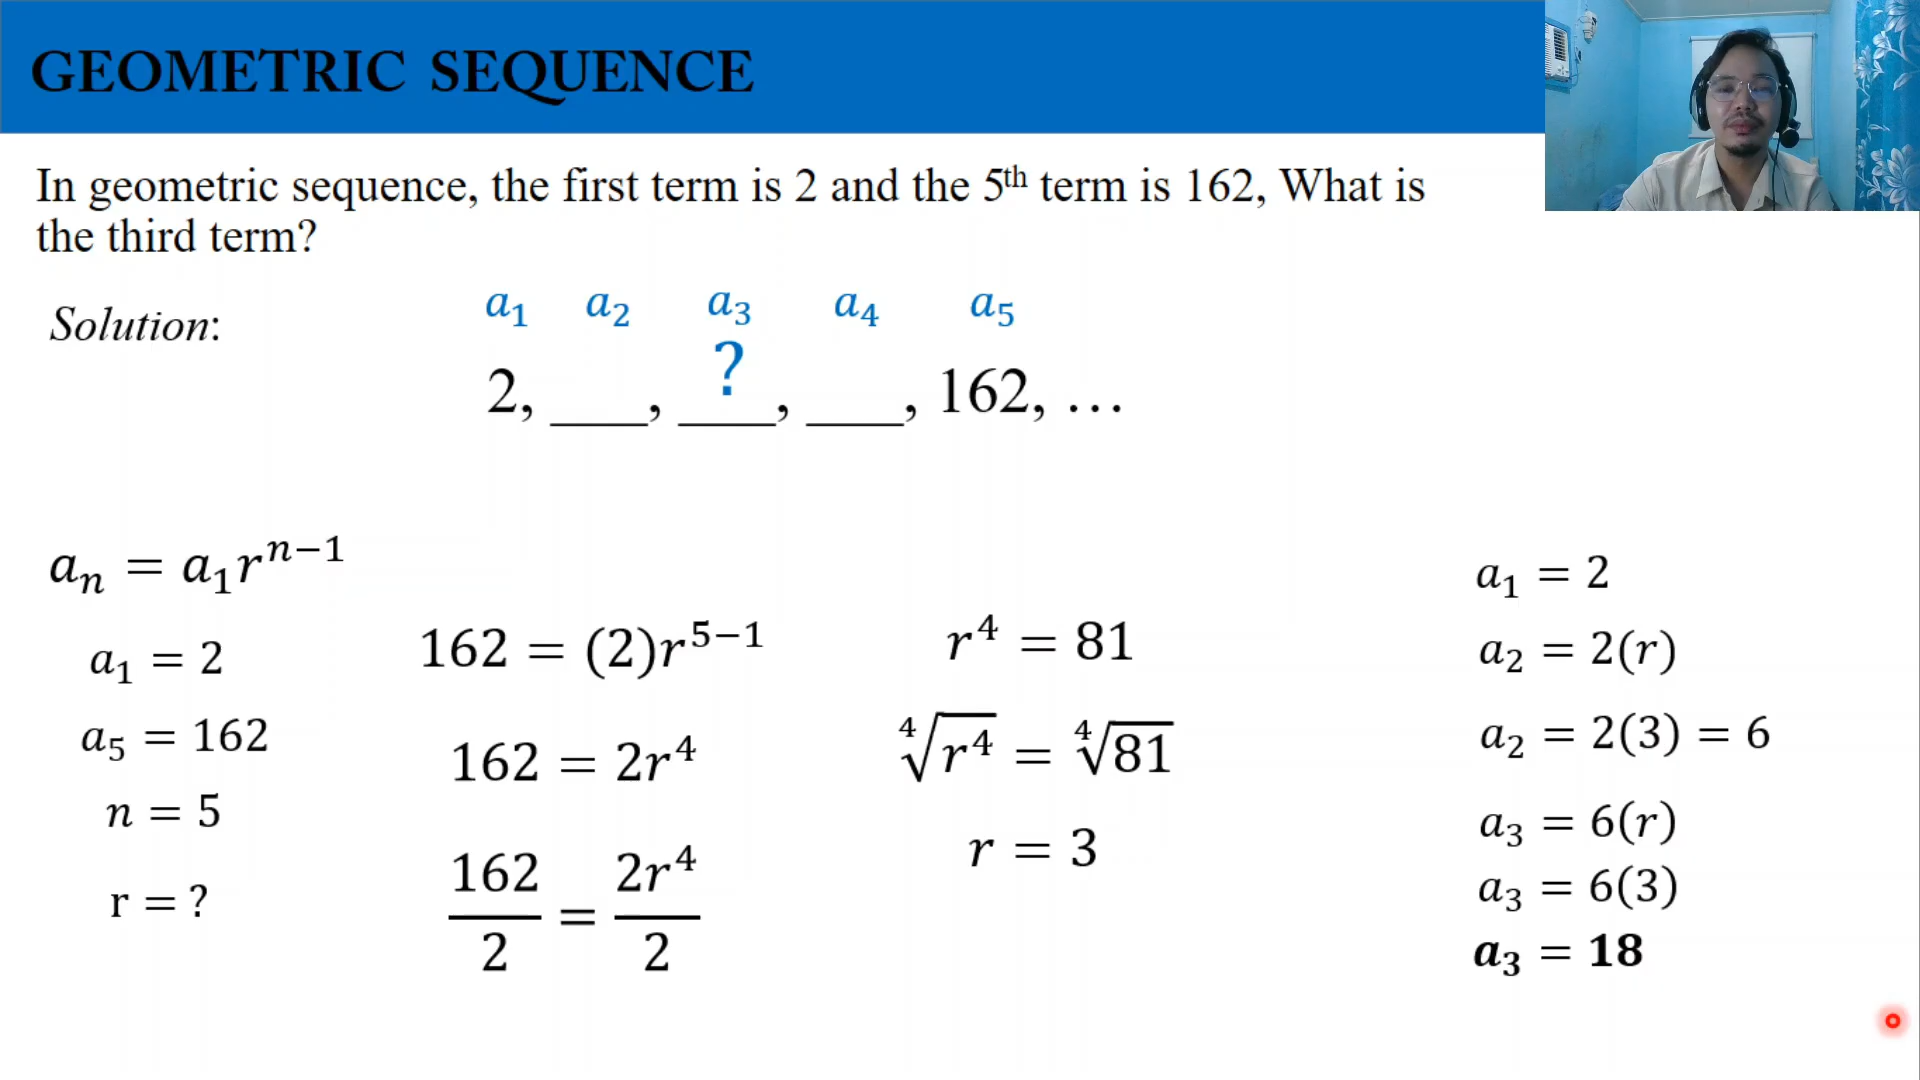 GEOMETRIC SEQUENCE
In geometric sequence, the first term is 2 and the 5th term is 162, What is
the third term?
Solution:
a₁ a₂ a₃ a₄ a₅
?
2, ___, ___, ___, 162, …
aₙ = a₁rⁿ⁻¹
a₁ = 2
a₅ = 162
n = 5
r = ?
162 = (2)r⁵⁻¹
162 = 2r⁴
162/2 = 2r⁴/2
r⁴ = 81
⁴√r⁴ = ⁴√81
r = 3
a₁ = 2
a₂ = 2(r)
a₂ = 2(3) = 6
a₃ = 6(r)
a₃ = 6(3)
a₃ = 18